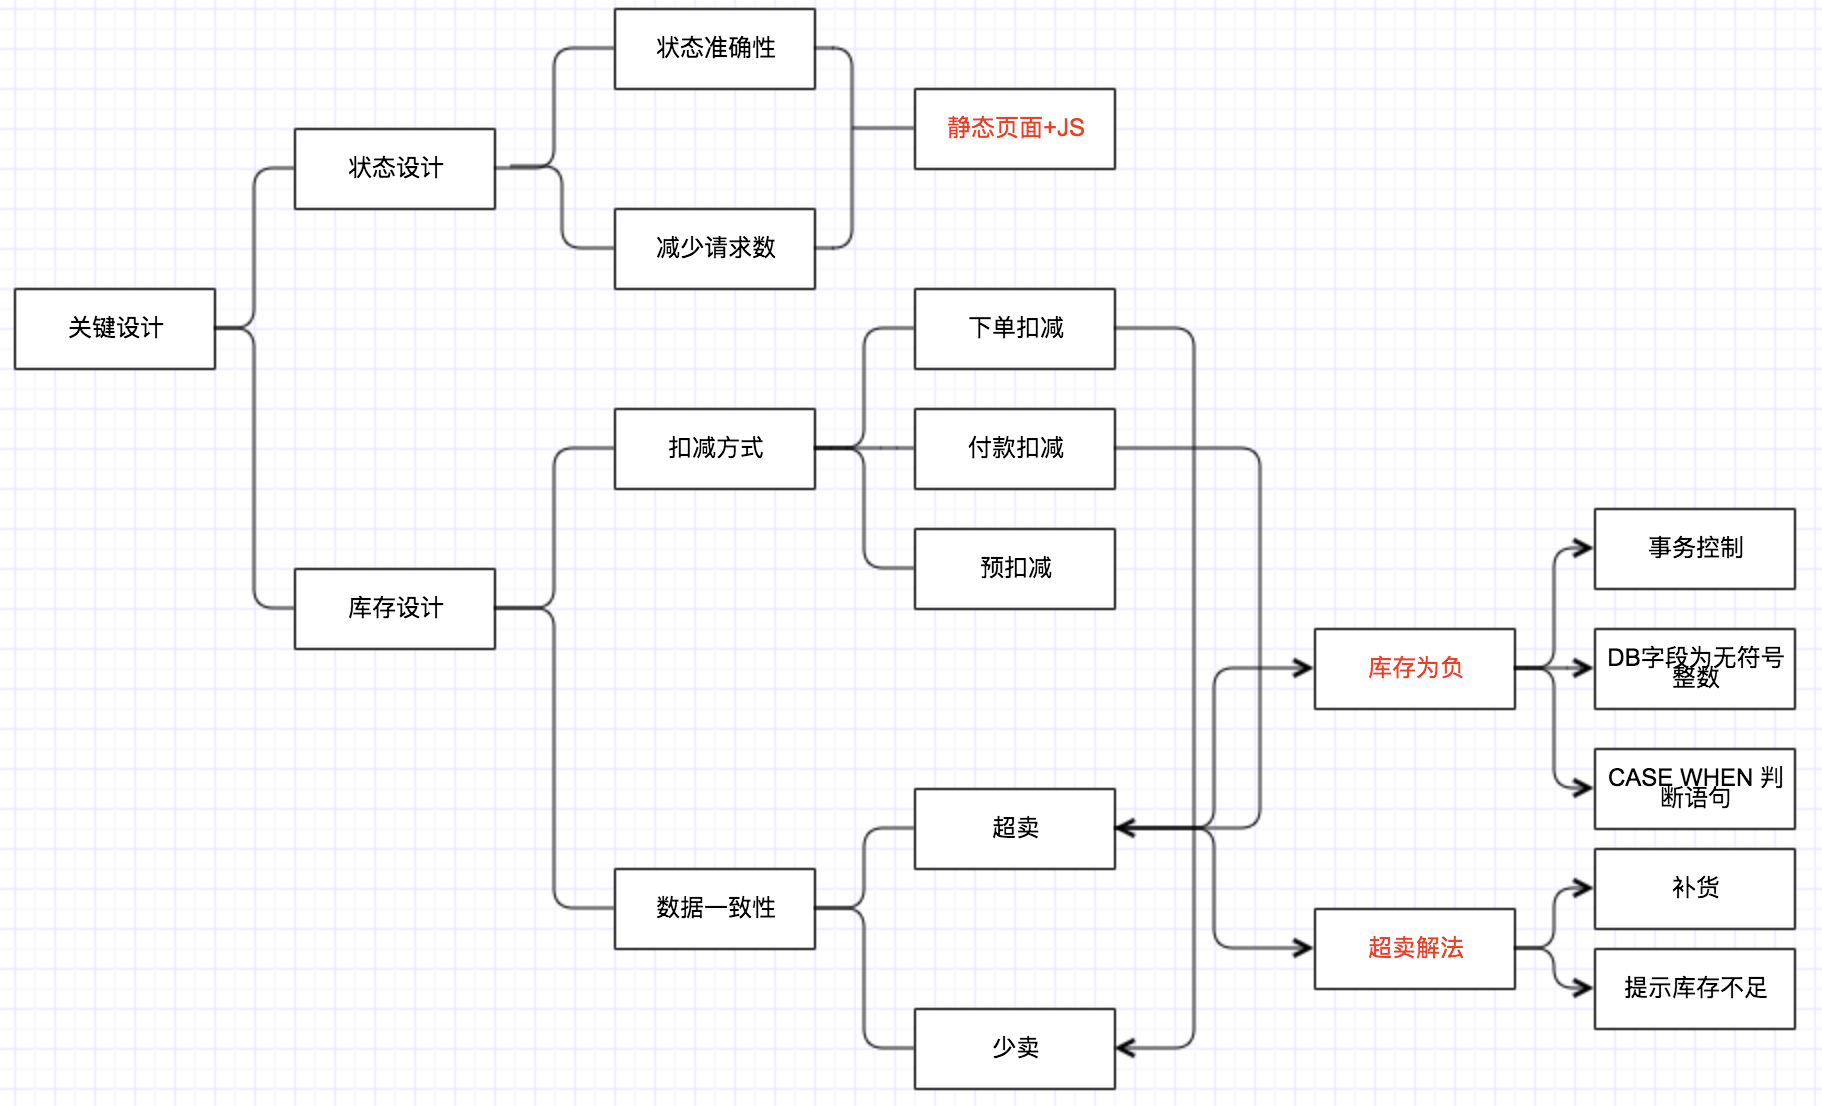 状态准确性
静态页面+JS
状态设计
减少请求数
关键设计
下单扣减
扣减方式
付款扣减
预扣减
库存设计
事务控制
库存为负
DB字段为无符号
整数
CASE WHEN 判
断语句
超卖
数据一致性
补货
超卖解法
提示库存不足
少卖